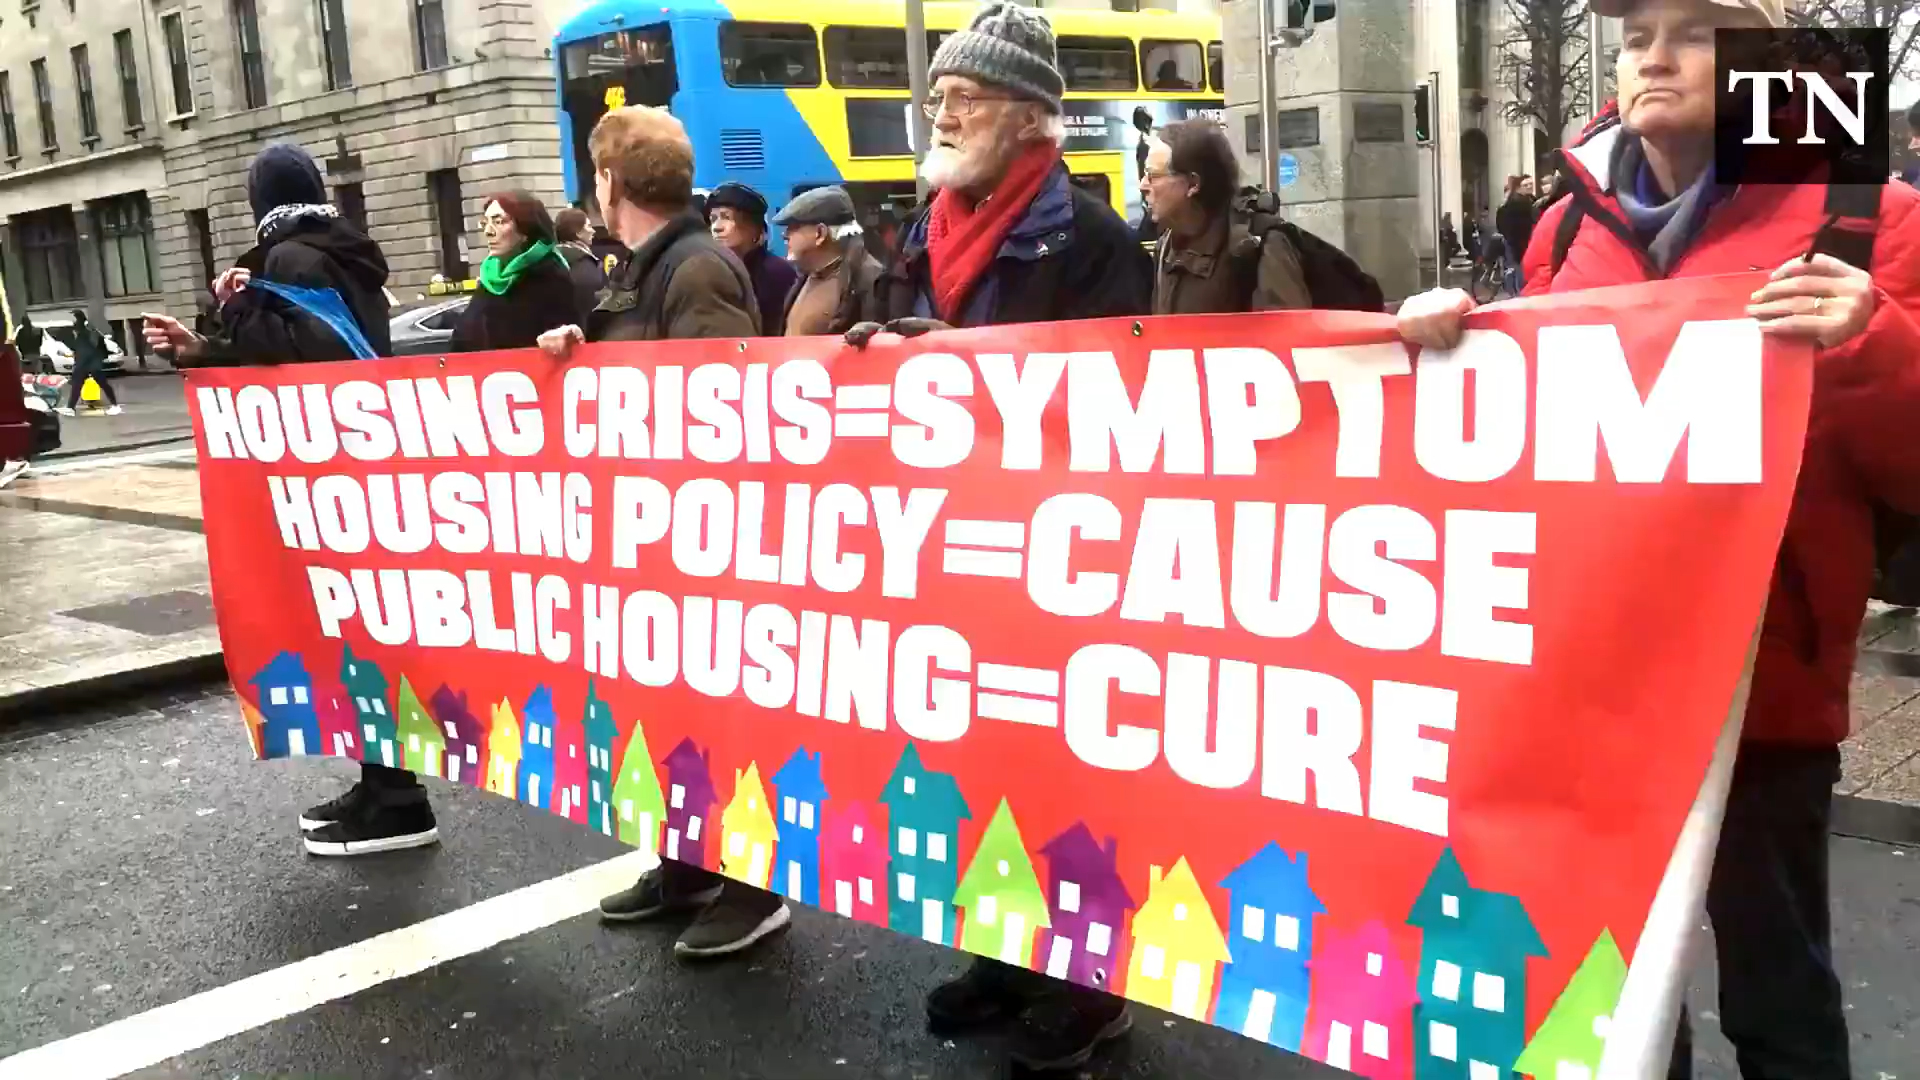 TN
HOUSING CRISIS=SYMPTOM
HOUSING POLICY=CAUSE
PUBLIC HOUSING=CURE